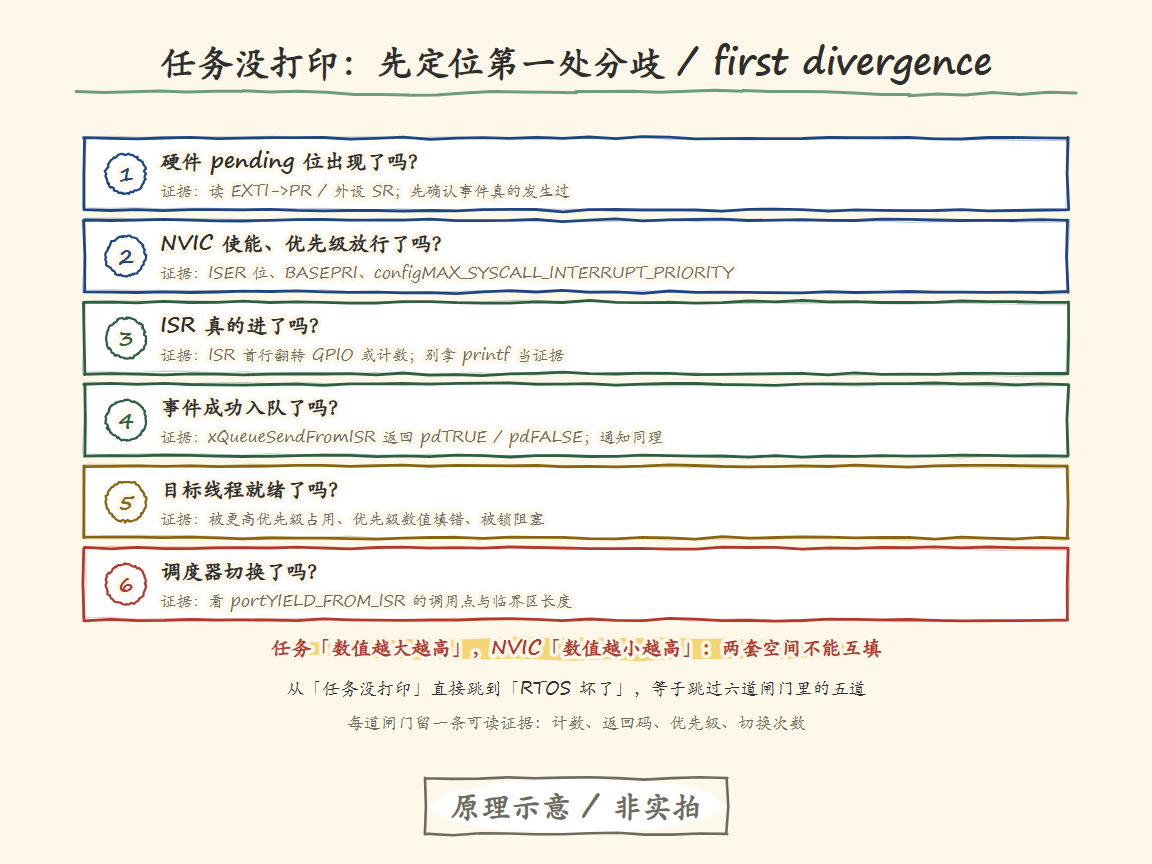 任务没打印：先定位第一处分歧 / first divergence
1
硬件 pending 位出现了吗？
证据：读 EXTI->PR / 外设 SR；先确认事件真的发生过
2
NVIC 使能、优先级放行了吗？
证据：ISER 位、BASEPRI、configMAX_SYSCALL_INTERRUPT_PRIORITY
3
ISR 真的进了吗？
证据：ISR 首行翻转 GPIO 或计数；别拿 printf 当证据
4
事件成功入队了吗？
证据：xQueueSendFromISR 返回 pdTRUE / pdFALSE；通知同理
5
目标线程就绪了吗？
证据：被更高优先级占用、优先级数值填错、被锁阻塞
6
调度器切换了吗？
证据：看 portYIELD_FROM_ISR 的调用点与临界区长度
任务「数值越大越高」，NVIC「数值越小越高」：两套空间不能互填
从「任务没打印」直接跳到「RTOS 坏了」，等于跳过六道闸门里的五道
每道闸门留一条可读证据：计数、返回码、优先级、切换次数
原理示意 / 非实拍